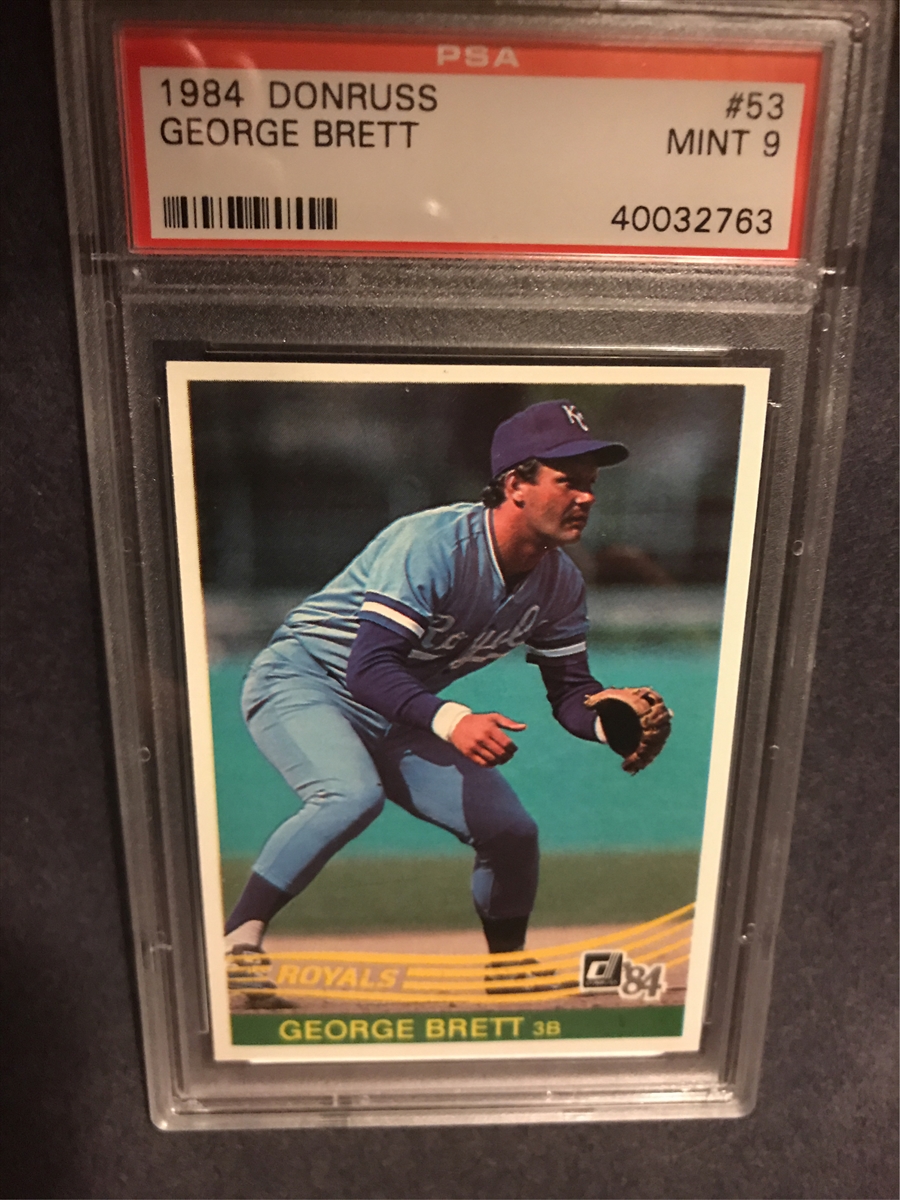 PSA
1984 DONRUSS #53
GEORGE BRETT MINT 9
40032763
KC
Royals
ROYALS
d '84
GEORGE BRETT 3B